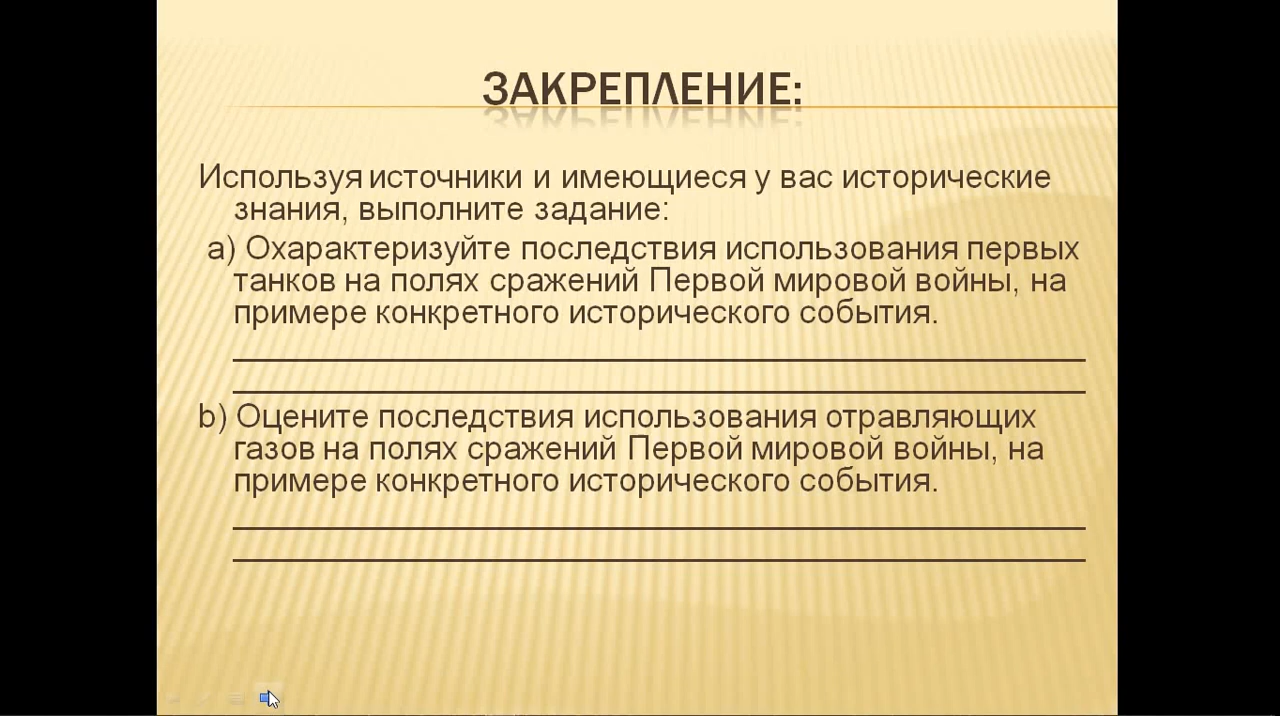 ЗАКРЕПЛЕНИЕ:
Используя источники и имеющиеся у вас исторические
знания, выполните задание:
a) Охарактеризуйте последствия использования первых
танков на полях сражений Первой мировой войны, на
примере конкретного исторического события.
b) Оцените последствия использования отравляющих
газов на полях сражений Первой мировой войны, на
примере конкретного исторического события.